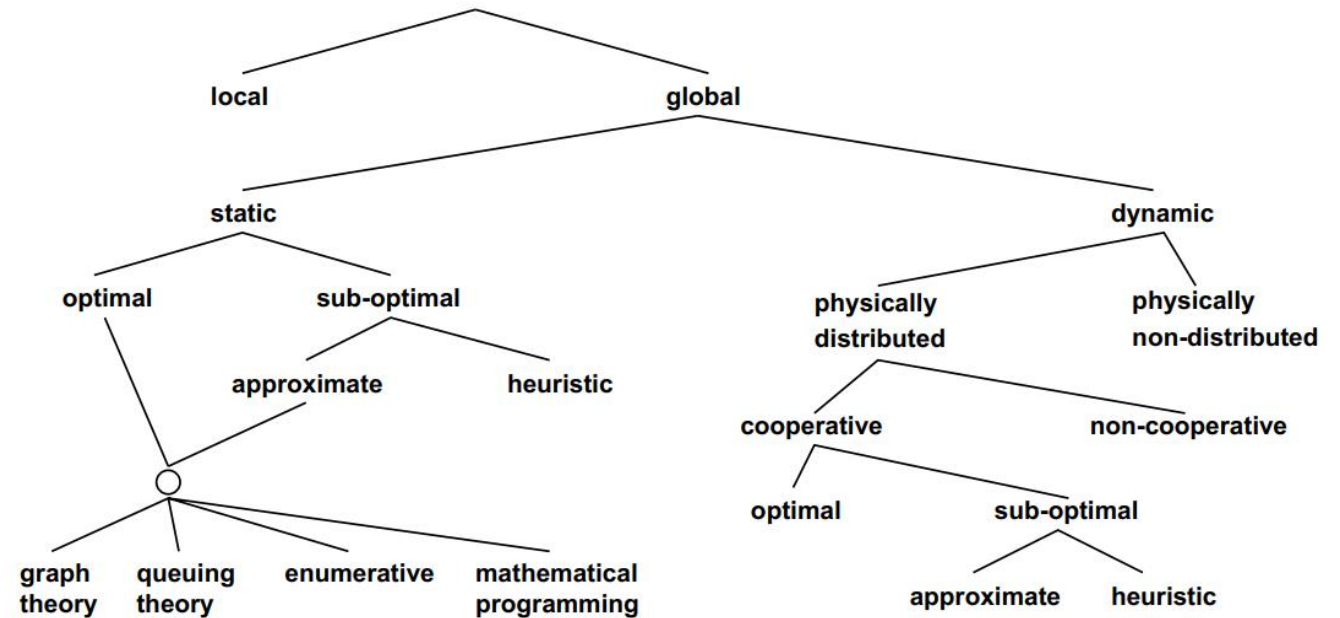 local
global
static
dynamic
optimal
sub-optimal
physically
distributed
physically
non-distributed
approximate
heuristic
cooperative
non-cooperative
optimal
sub-optimal
graph
theory
queuing
theory
enumerative
mathematical
programming
approximate
heuristic